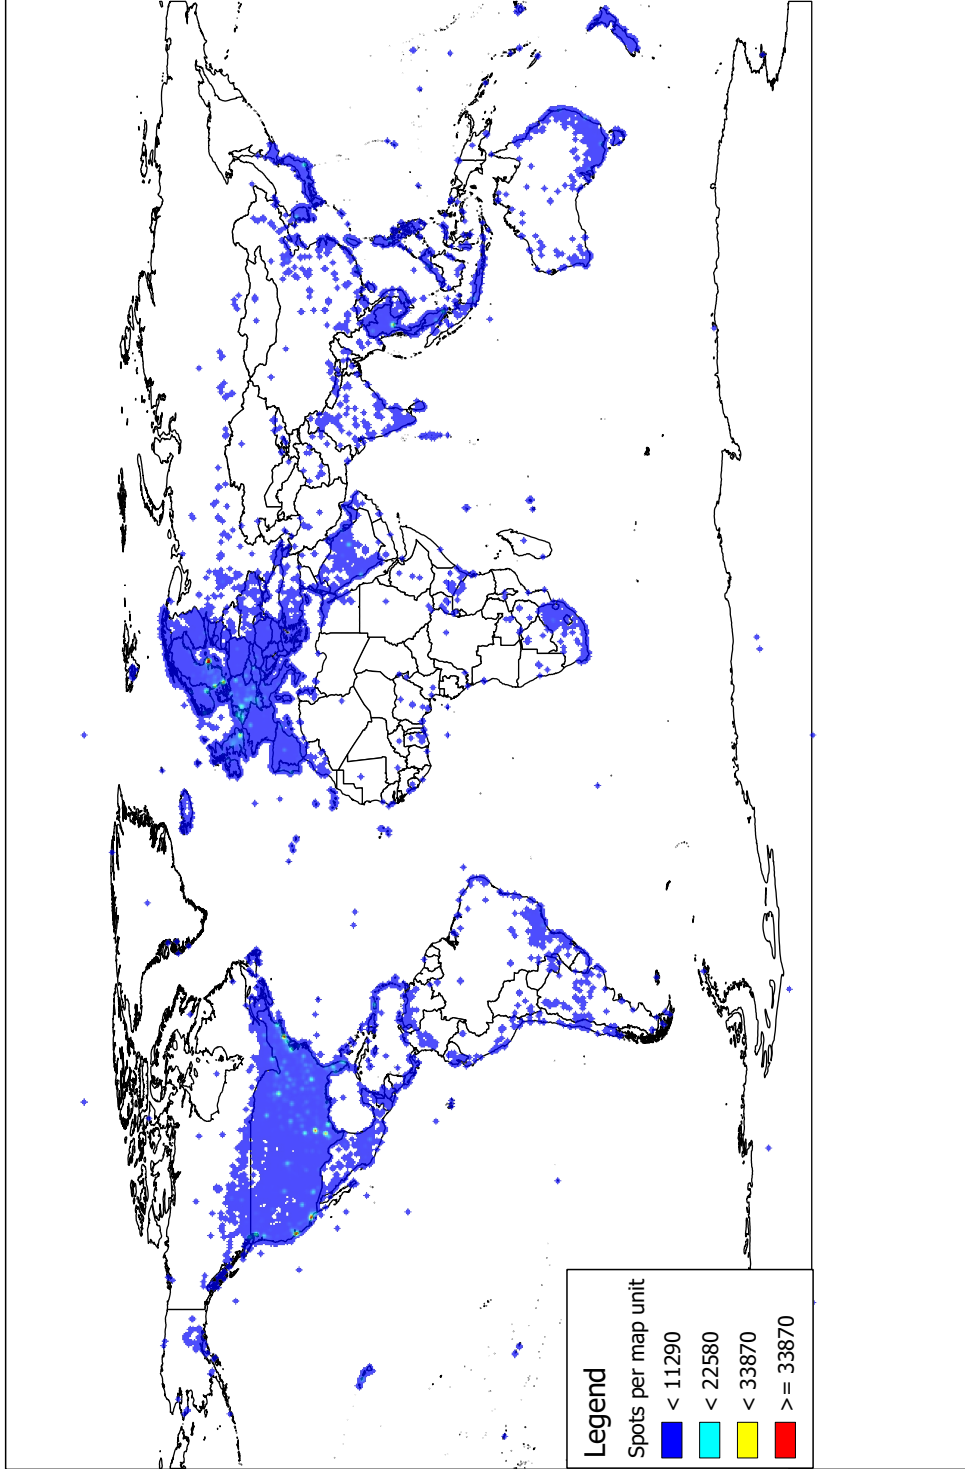 Legend
Spots per map unit
< 11290
< 22580
< 33870
>= 33870